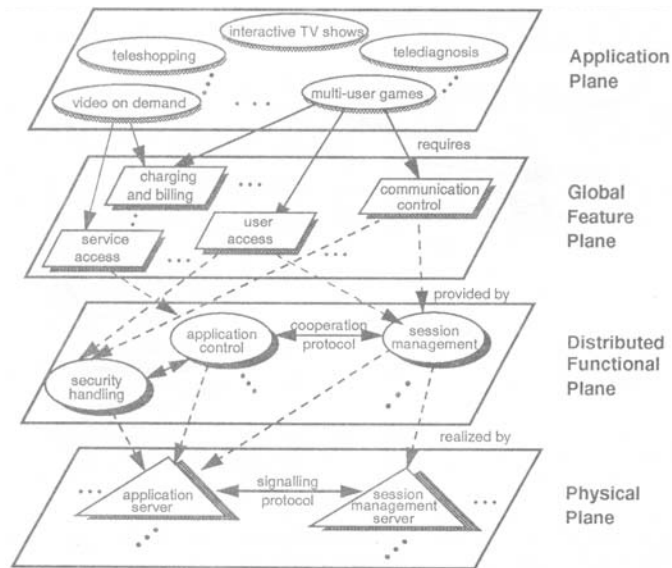 interactive TV shows
teleshopping
telediagnosis
video on demand
multi-user games
Application
Plane
requires
charging
and billing
communication
control
user
access
service
access
Global
Feature
Plane
provided by
application
control
cooperation
protocol
session
management
security
handling
Distributed
Functional
Plane
realized by
application
server
signalling
protocol
session
management
server
Physical
Plane